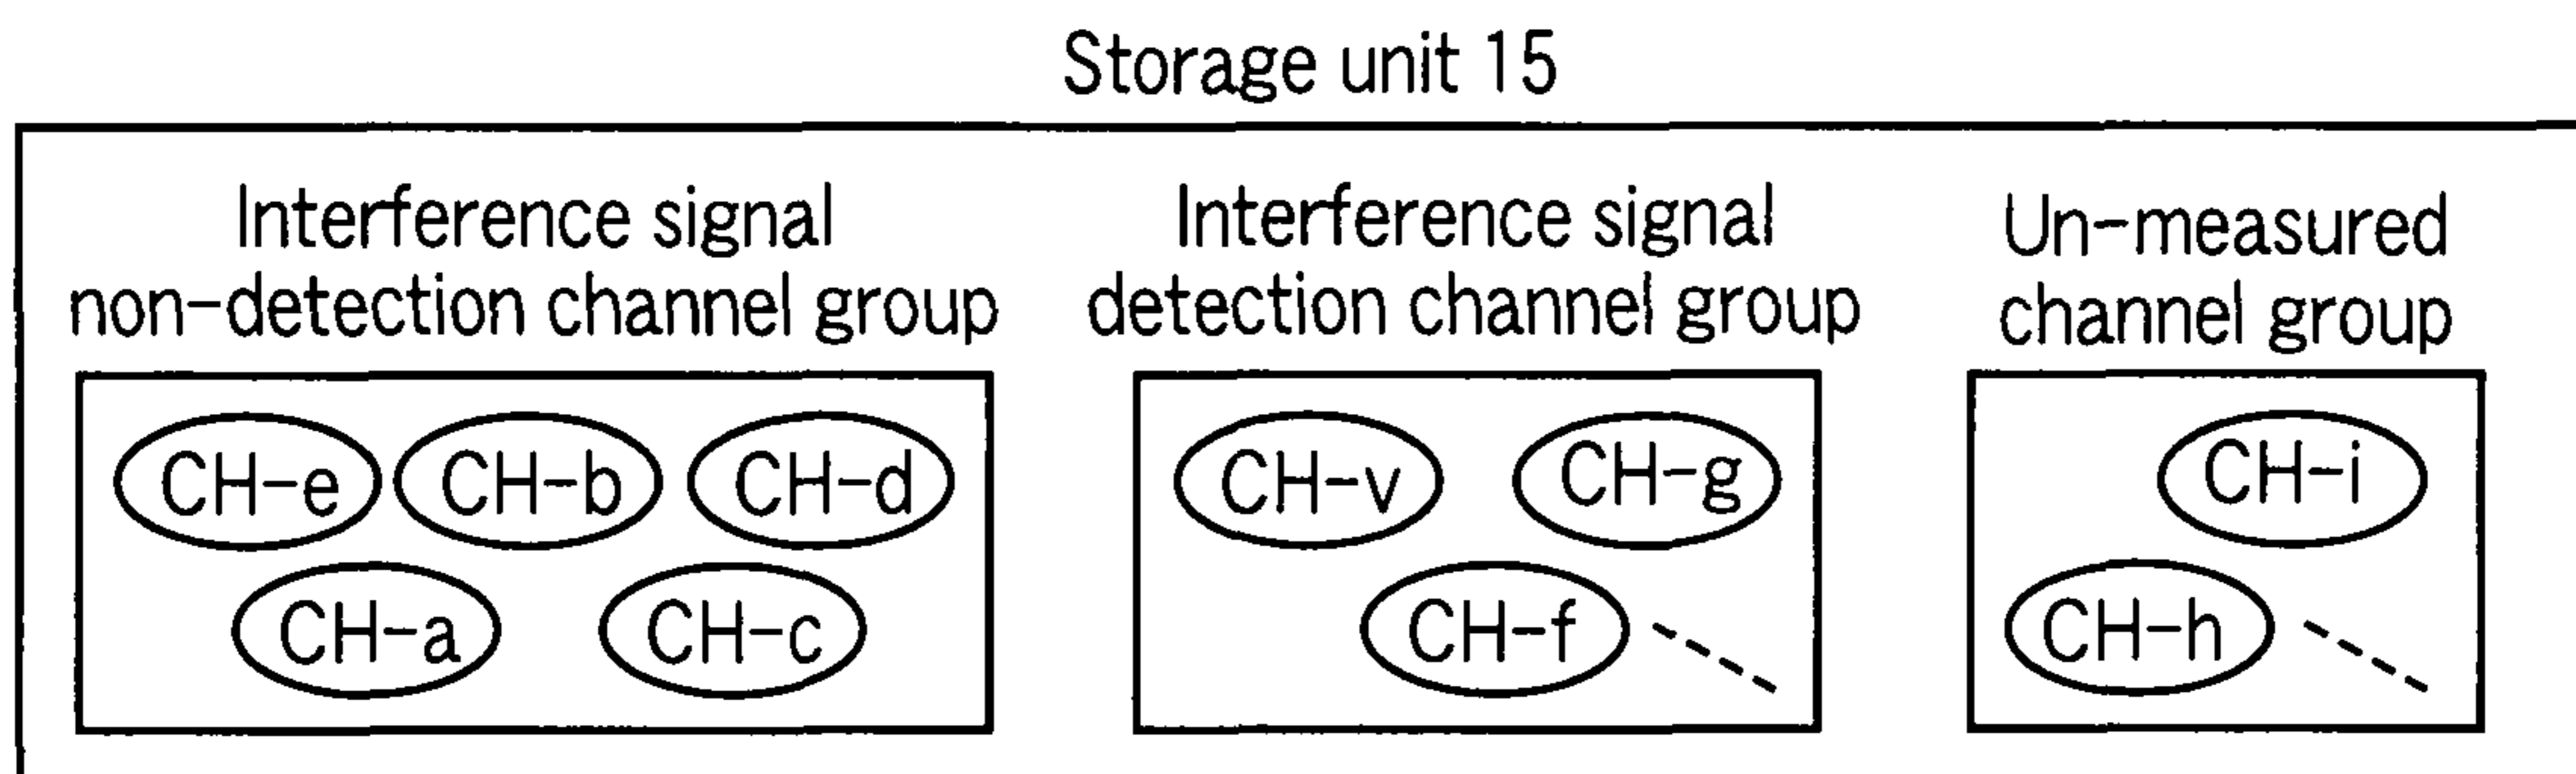 Storage unit 15
Interference signal
non-detection channel group
Interference signal
detection channel group
Un-measured
channel group
CH-e CH-b CH-d
CH-a CH-c
CH-v CH-g
CH-f
CH-i
CH-h